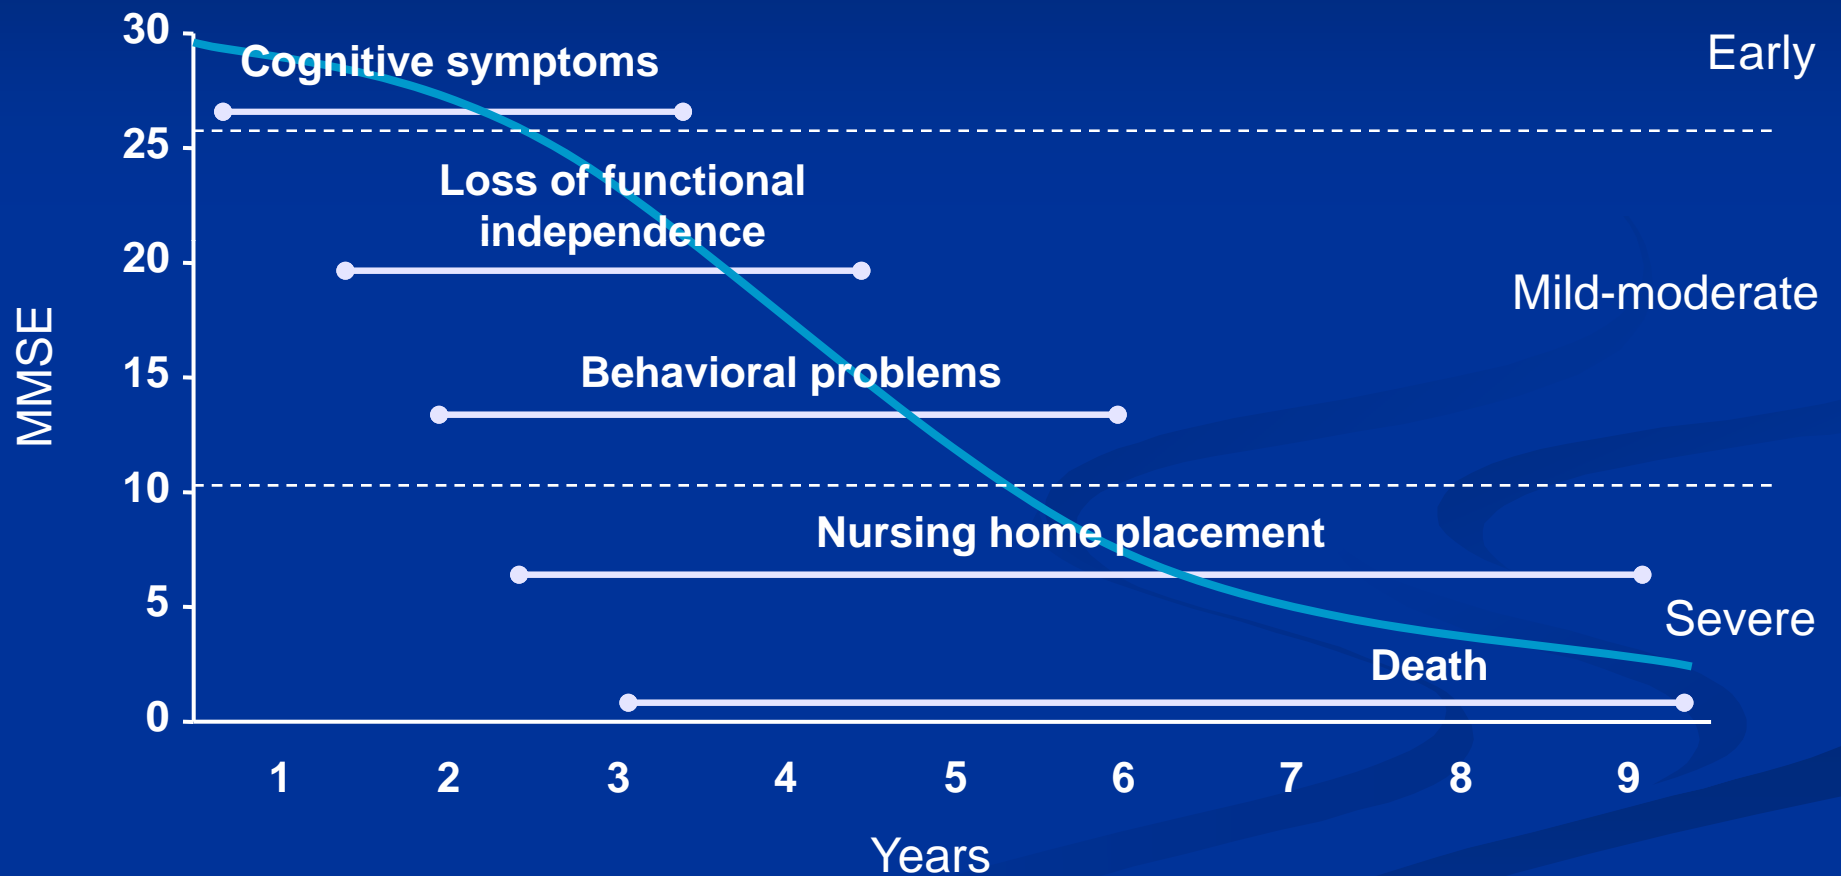 30
Cognitive symptoms
Early
25
Loss of functional
independence
20
Mild-moderate
MMSE
15
Behavioral problems
10
Nursing home placement
5
Severe
Death
0
1 2 3 4 5 6 7 8 9
Years